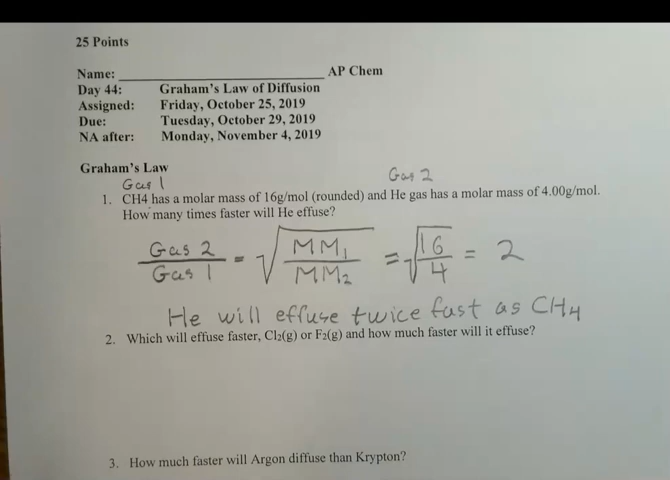 25 Points
Name: ____________________ AP Chem
Day 44: Graham's Law of Diffusion
Assigned: Friday, October 25, 2019
Due: Tuesday, October 29, 2019
NA after: Monday, November 4, 2019
Graham's Law
Gas 1 Gas 2
1. CH4 has a molar mass of 16g/mol (rounded) and He gas has a molar mass of 4.00g/mol.
How many times faster will He effuse?
Gas 2 / Gas 1 = √(MM₁ / MM₂) = √(16 / 4) = 2
He will effuse twice fast as CH₄
2. Which will effuse faster, Cl₂(g) or F₂(g) and how much faster will it effuse?
3. How much faster will Argon diffuse than Krypton?